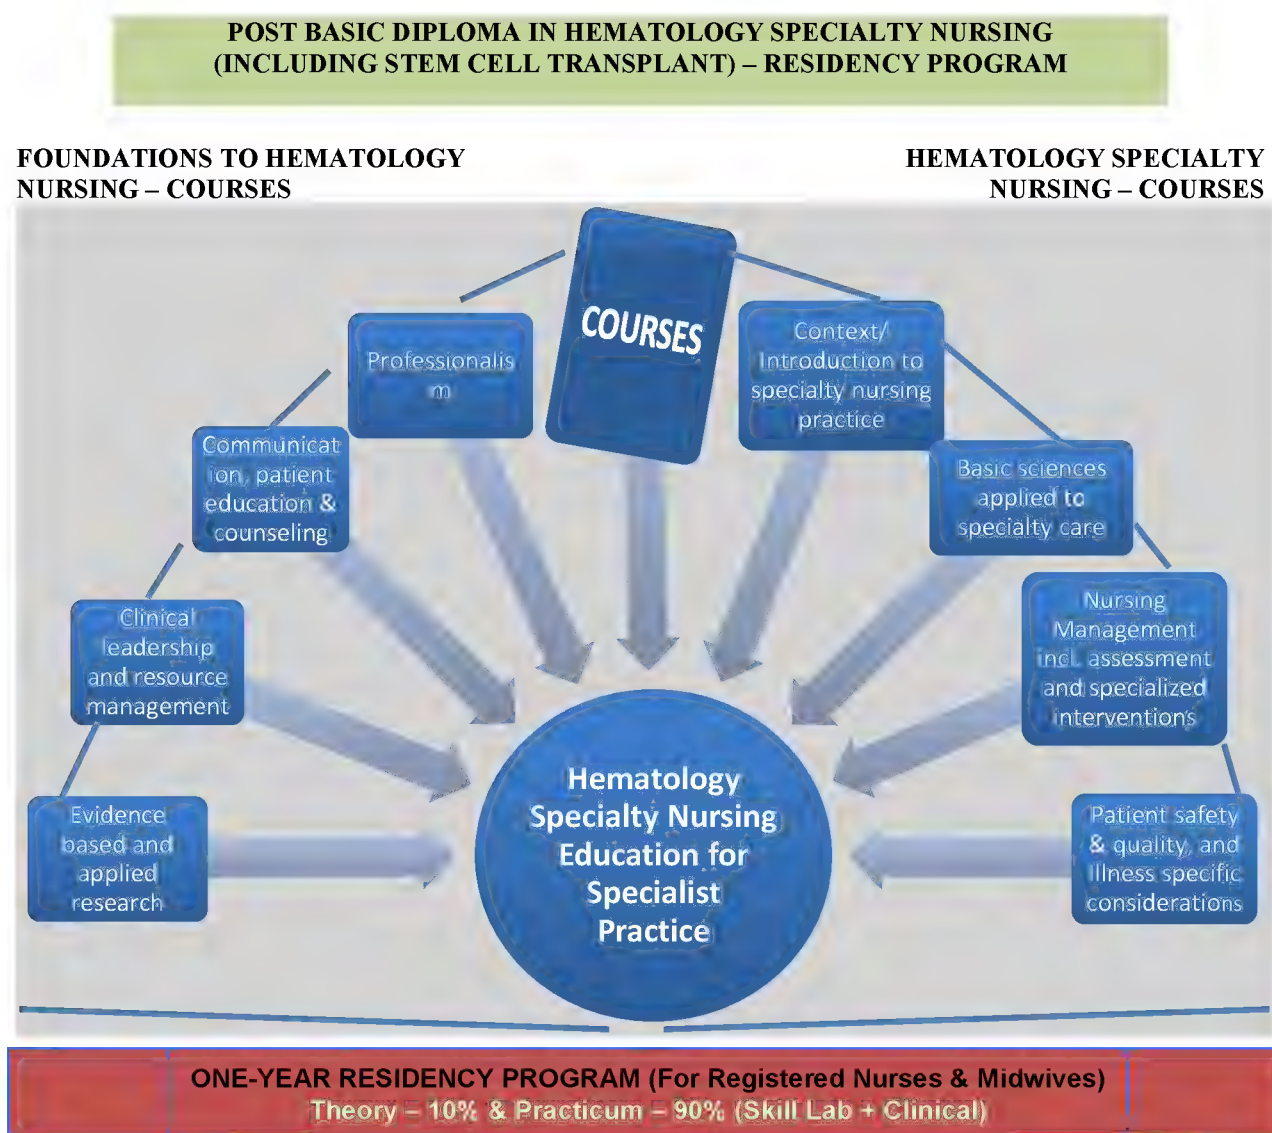 POST BASIC DIPLOMA IN HEMATOLOGY SPECIALTY NURSING
(INCLUDING STEM CELL TRANSPLANT) – RESIDENCY PROGRAM
FOUNDATIONS TO HEMATOLOGY
NURSING – COURSES
HEMATOLOGY SPECIALTY
NURSING – COURSES
COURSES
Professionalis
m
Context/
Introduction to
specialty nursing
practice
Communicat
ion, patient
education &
counseling
Basic sciences
applied to
specialty care
Clinical
leadership
and resource
management
Nursing
Management
incl. assessment
and specialized
interventions
Evidence
based and
applied
research
Patient safety
& quality, and
Illness specific
considerations
Hematology
Specialty Nursing
Education for
Specialist
Practice
ONE-YEAR RESIDENCY PROGRAM (For Registered Nurses & Midwives)
Theory – 10% & Practicum – 90% (Skill Lab + Clinical)